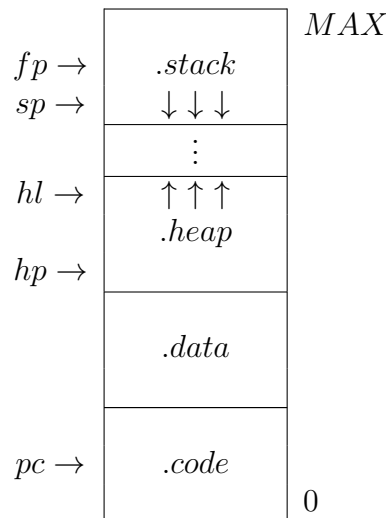 MAX
fp → .stack
sp → ↓ ↓ ↓
⋮
hl → ↑ ↑ ↑
.heap
hp →
.data
pc → .code
0